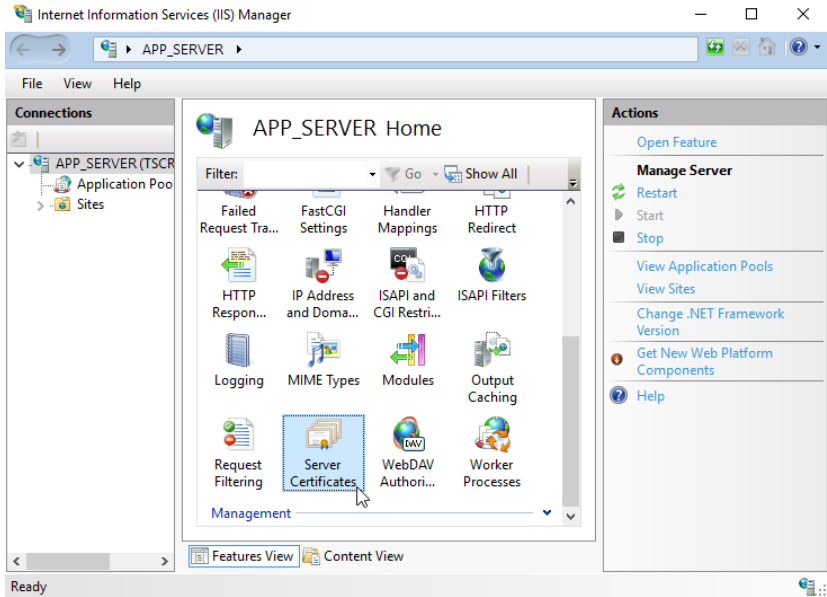 Internet Information Services (IIS) Manager
APP_SERVER
File View Help
Connections
APP_SERVER (TSCR
Application Poo
Sites
APP_SERVER Home
Filter: Go Show All
Failed Request Tra...
FastCGI Settings
Handler Mappings
HTTP Redirect
HTTP Respon...
IP Address and Doma...
ISAPI and CGI Restri...
ISAPI Filters
Logging
MIME Types
Modules
Output Caching
Request Filtering
Server Certificates
DAV
WebDAV Authori...
Worker Processes
Management
Features View
Content View
Actions
Open Feature
Manage Server
Restart
Start
Stop
View Application Pools
View Sites
Change .NET Framework
Version
Get New Web Platform
Components
Help
Ready